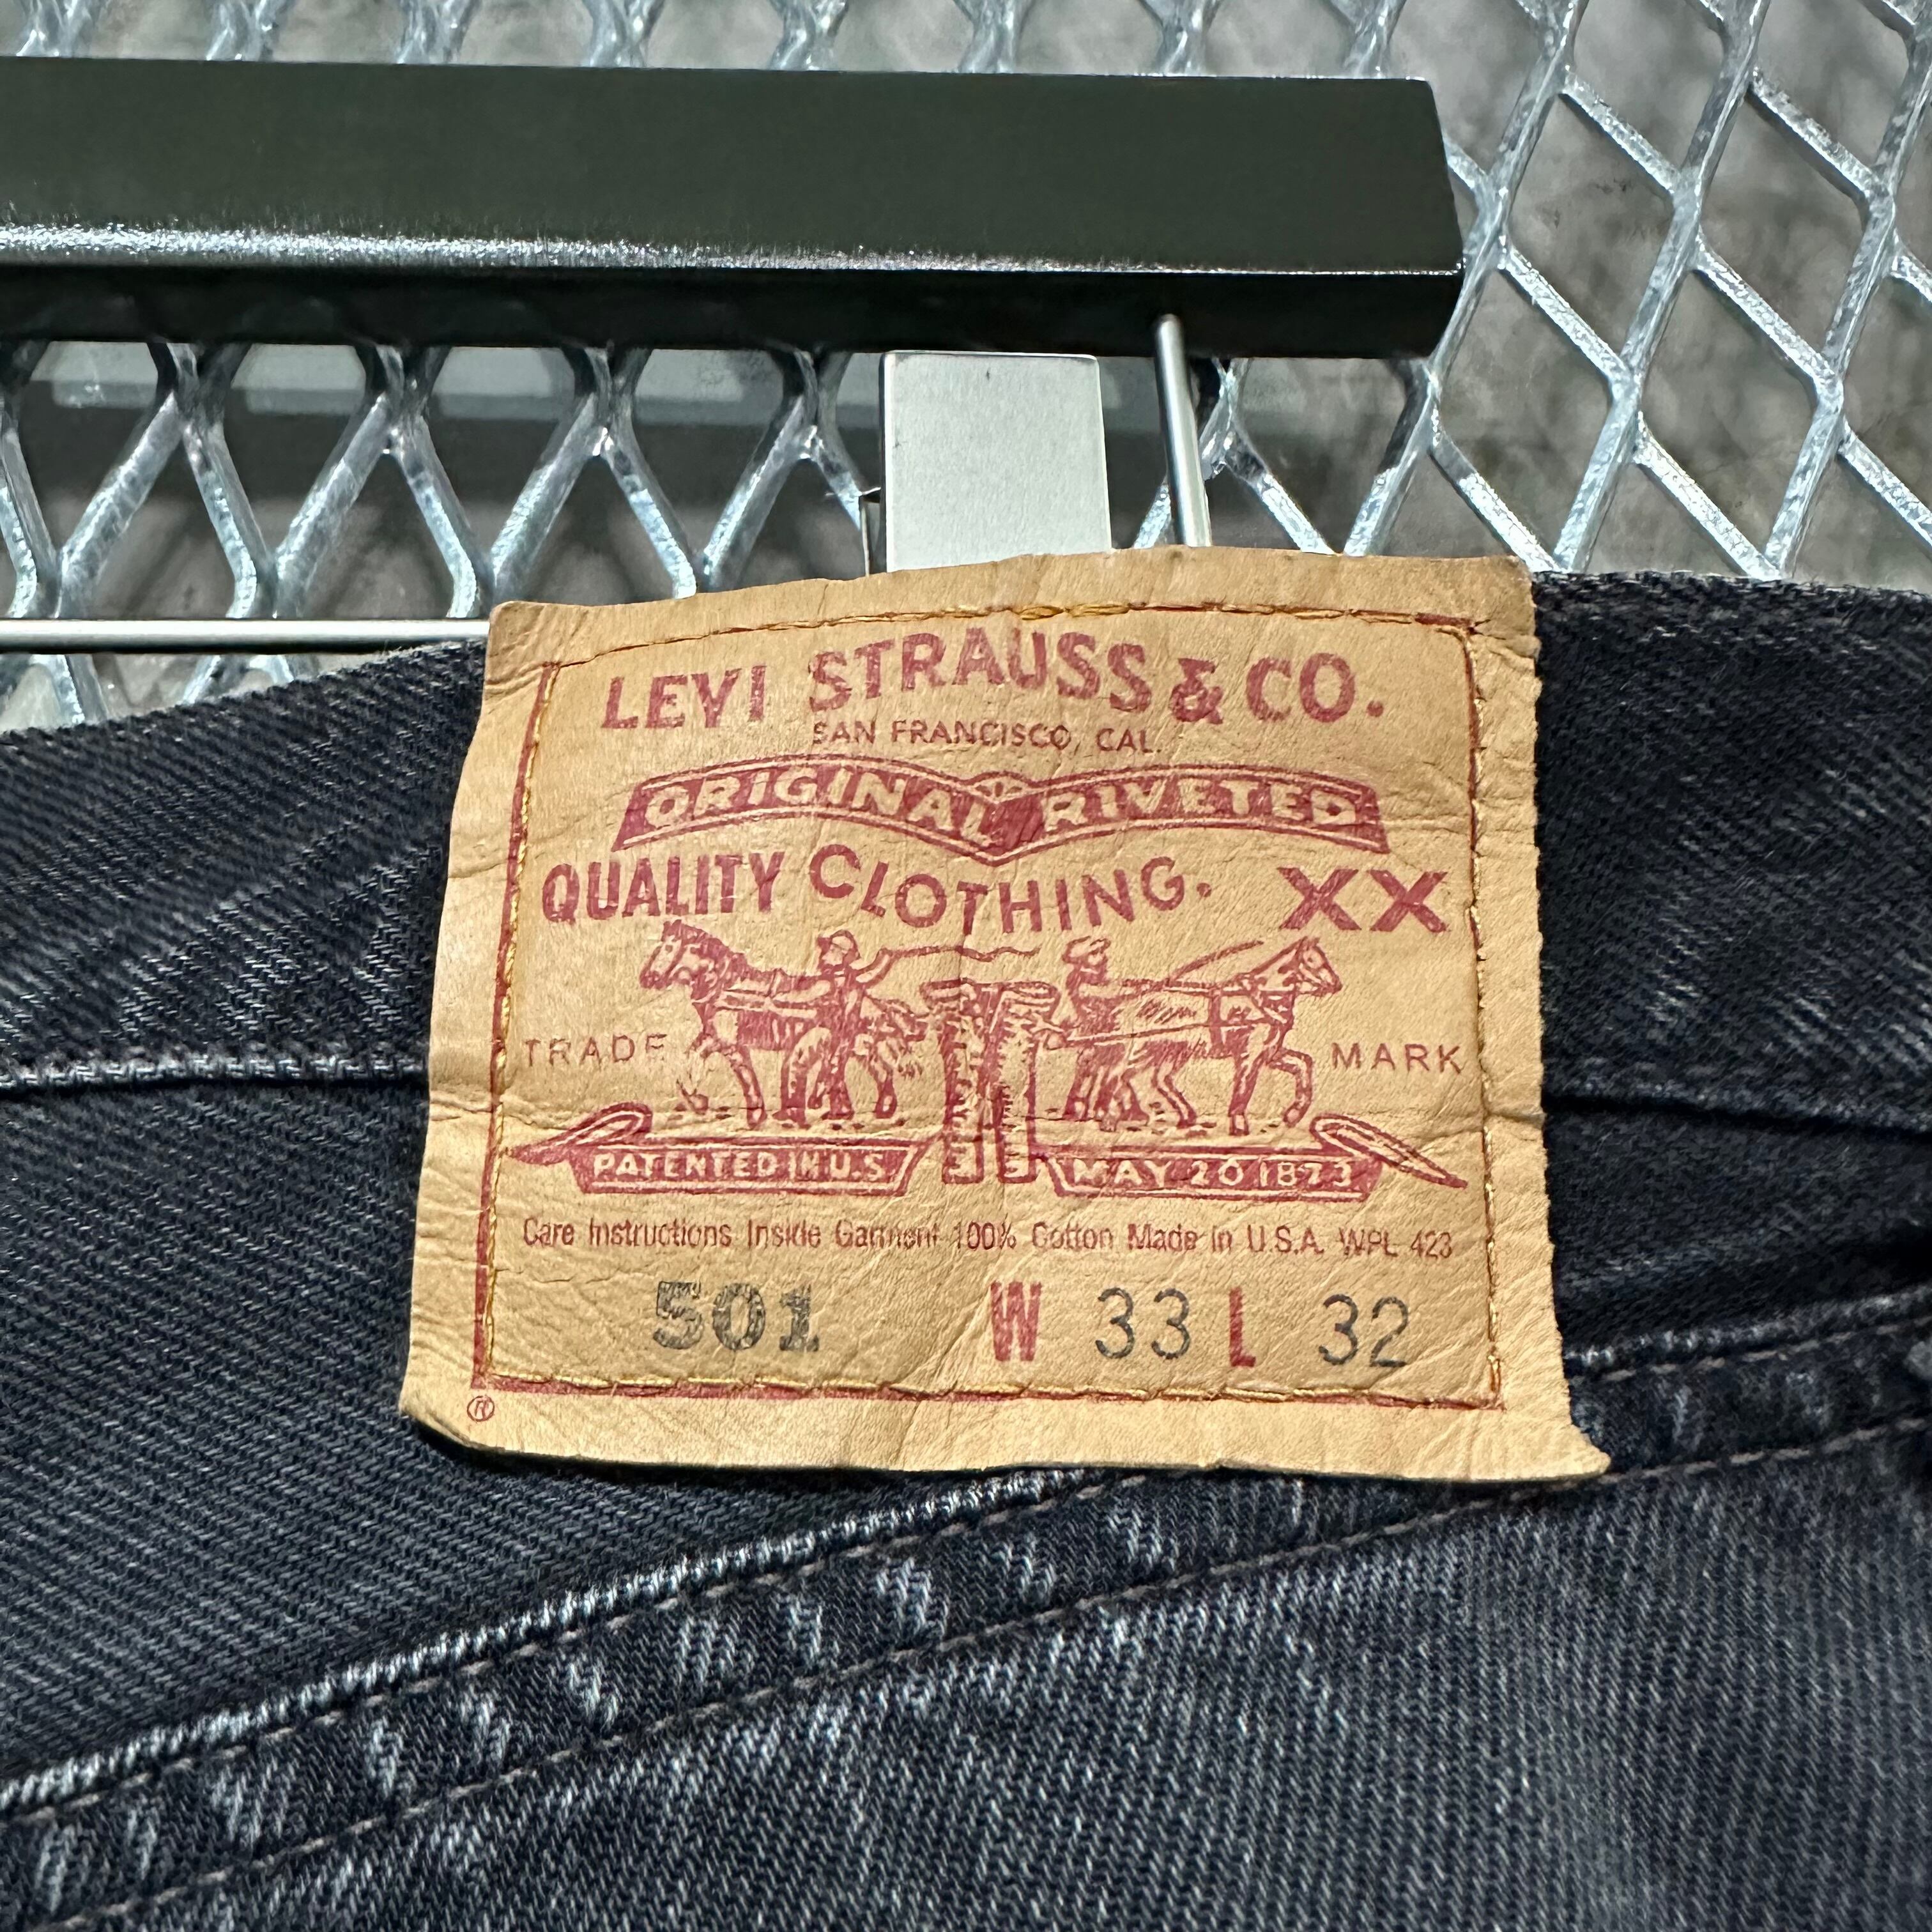 LEVI STRAUSS & CO.
SAN FRANCISCO, CAL.
ORIGINAL RIVETED
QUALITY CLOTHING. XX
TRADE MARK
PATENTED IN U.S. MAY 20 1873
Care Instructions Inside Garment 100% Cotton Made in U.S.A. WPL 423
501 W 33 L 32
®